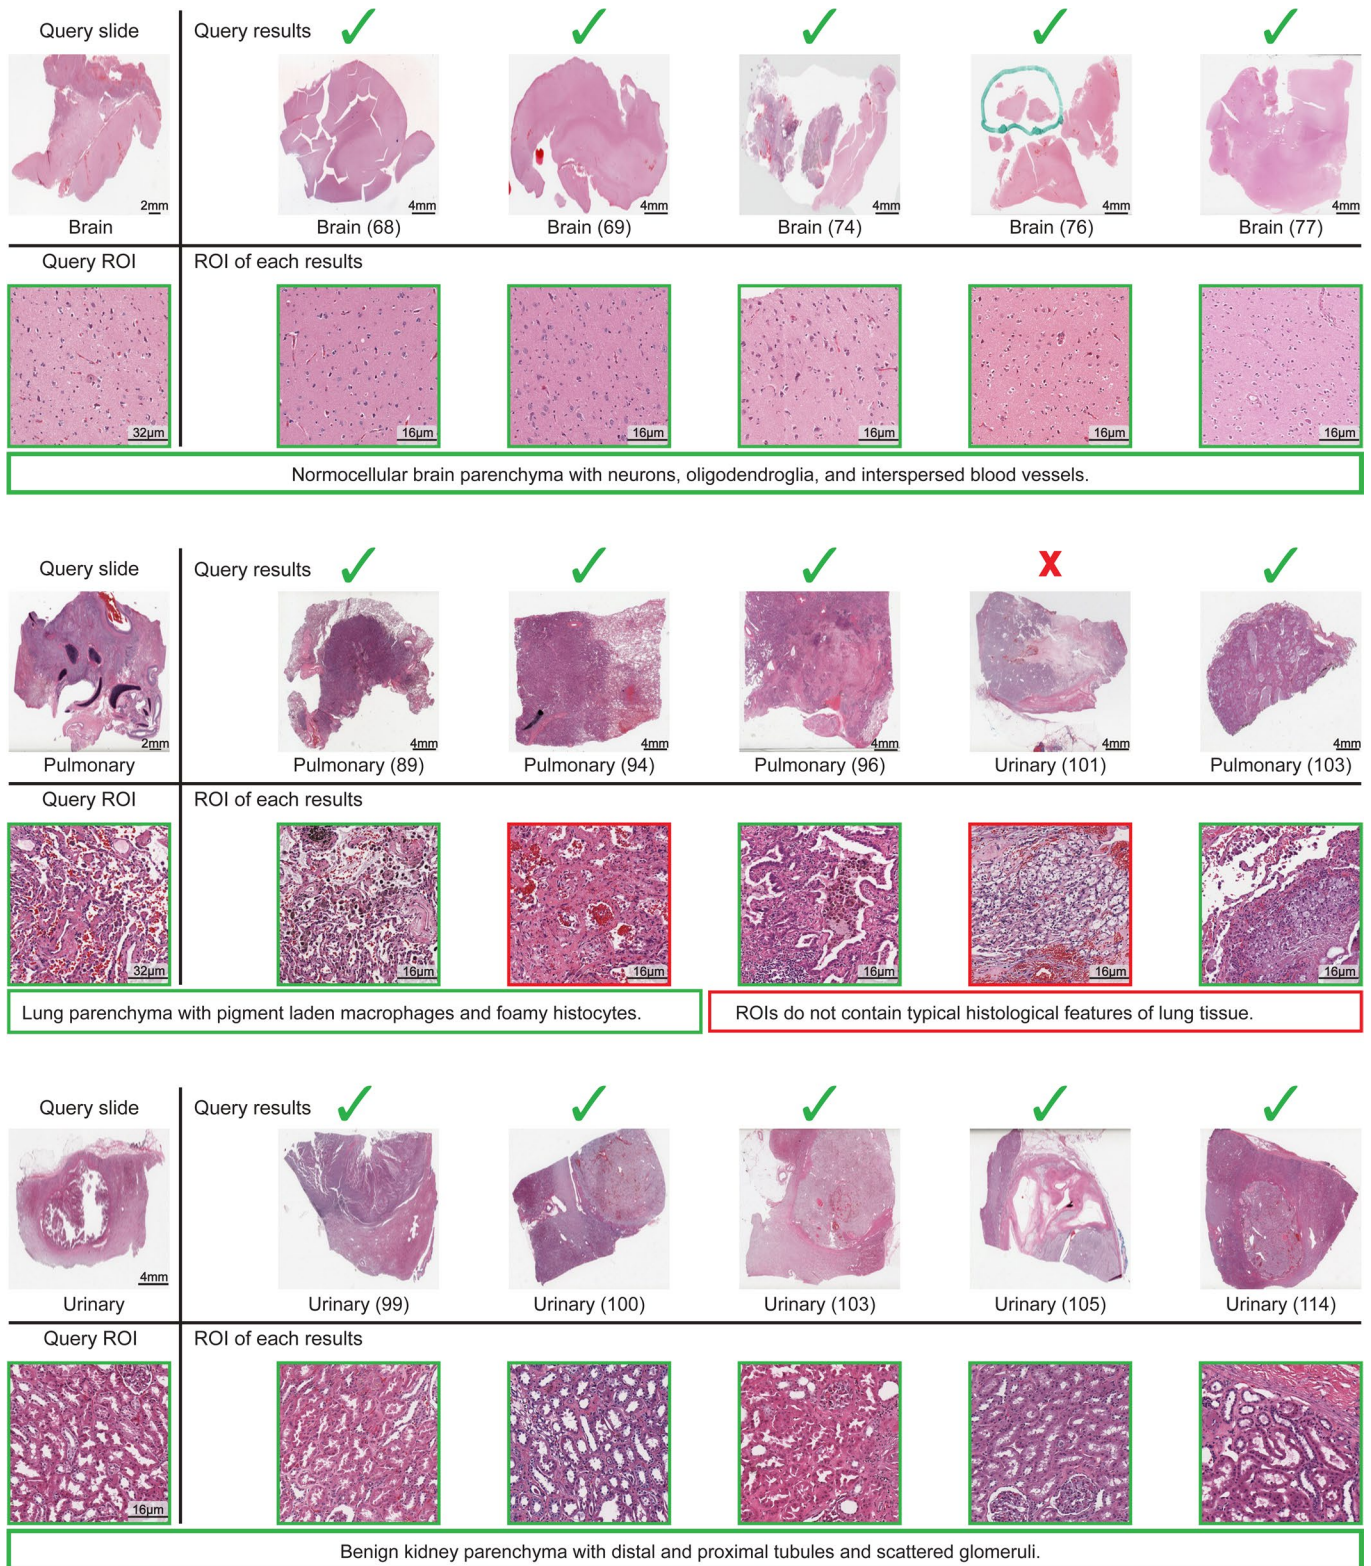 Query slide
Query results
2mm
4mm
4mm
4mm
4mm
4mm
Brain
Brain (68)
Brain (69)
Brain (74)
Brain (76)
Brain (77)
Query ROI
ROI of each results
32µm
16µm
16µm
16µm
16µm
16µm
Normocellular brain parenchyma with neurons, oligodendroglia, and interspersed blood vessels.
Query slide
Query results
X
2mm
4mm
4mm
4mm
4mm
4mm
Pulmonary
Pulmonary (89)
Pulmonary (94)
Pulmonary (96)
Urinary (101)
Pulmonary (103)
Query ROI
ROI of each results
32µm
16µm
16µm
16µm
16µm
16µm
Lung parenchyma with pigment laden macrophages and foamy histocytes.
ROIs do not contain typical histological features of lung tissue.
Query slide
Query results
4mm
Urinary
Urinary (99)
Urinary (100)
Urinary (103)
Urinary (105)
Urinary (114)
Query ROI
ROI of each results
16µm
Benign kidney parenchyma with distal and proximal tubules and scattered glomeruli.